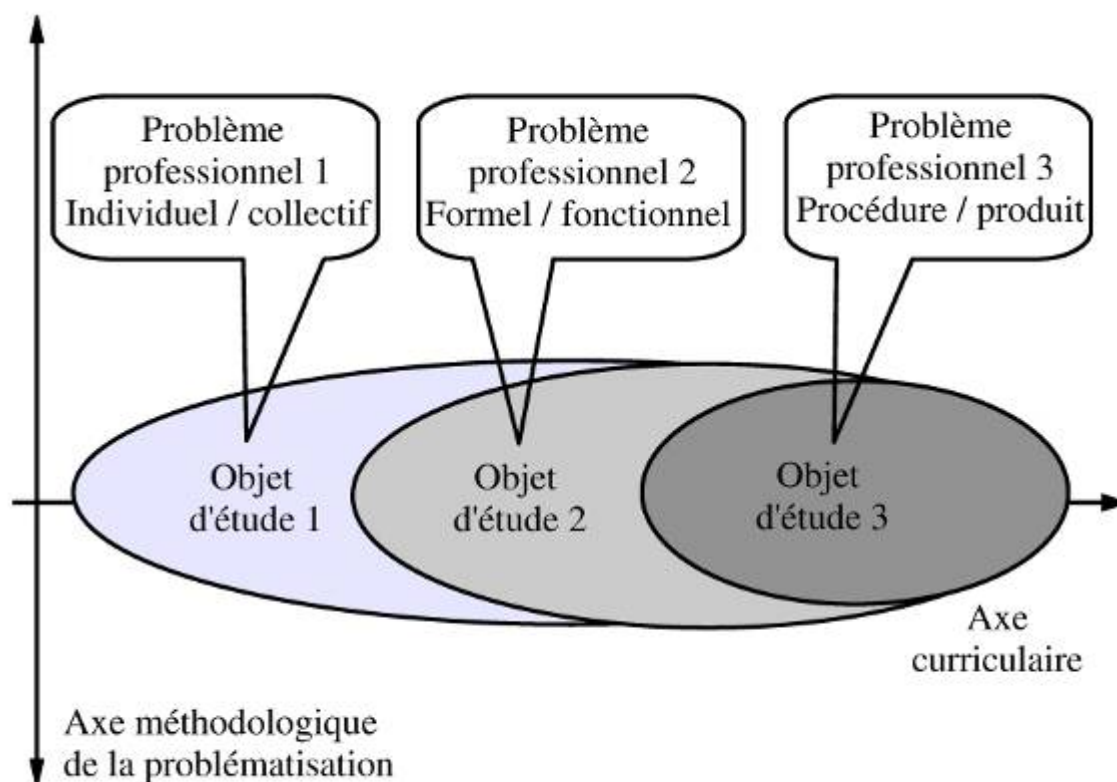 Problème
professionnel 1
Individuel / collectif
Problème
professionnel 2
Formel / fonctionnel
Problème
professionnel 3
Procédure / produit
Objet
d'étude 1
Objet
d'étude 2
Objet
d'étude 3
Axe
curriculaire
Axe méthodologique
de la problématisation